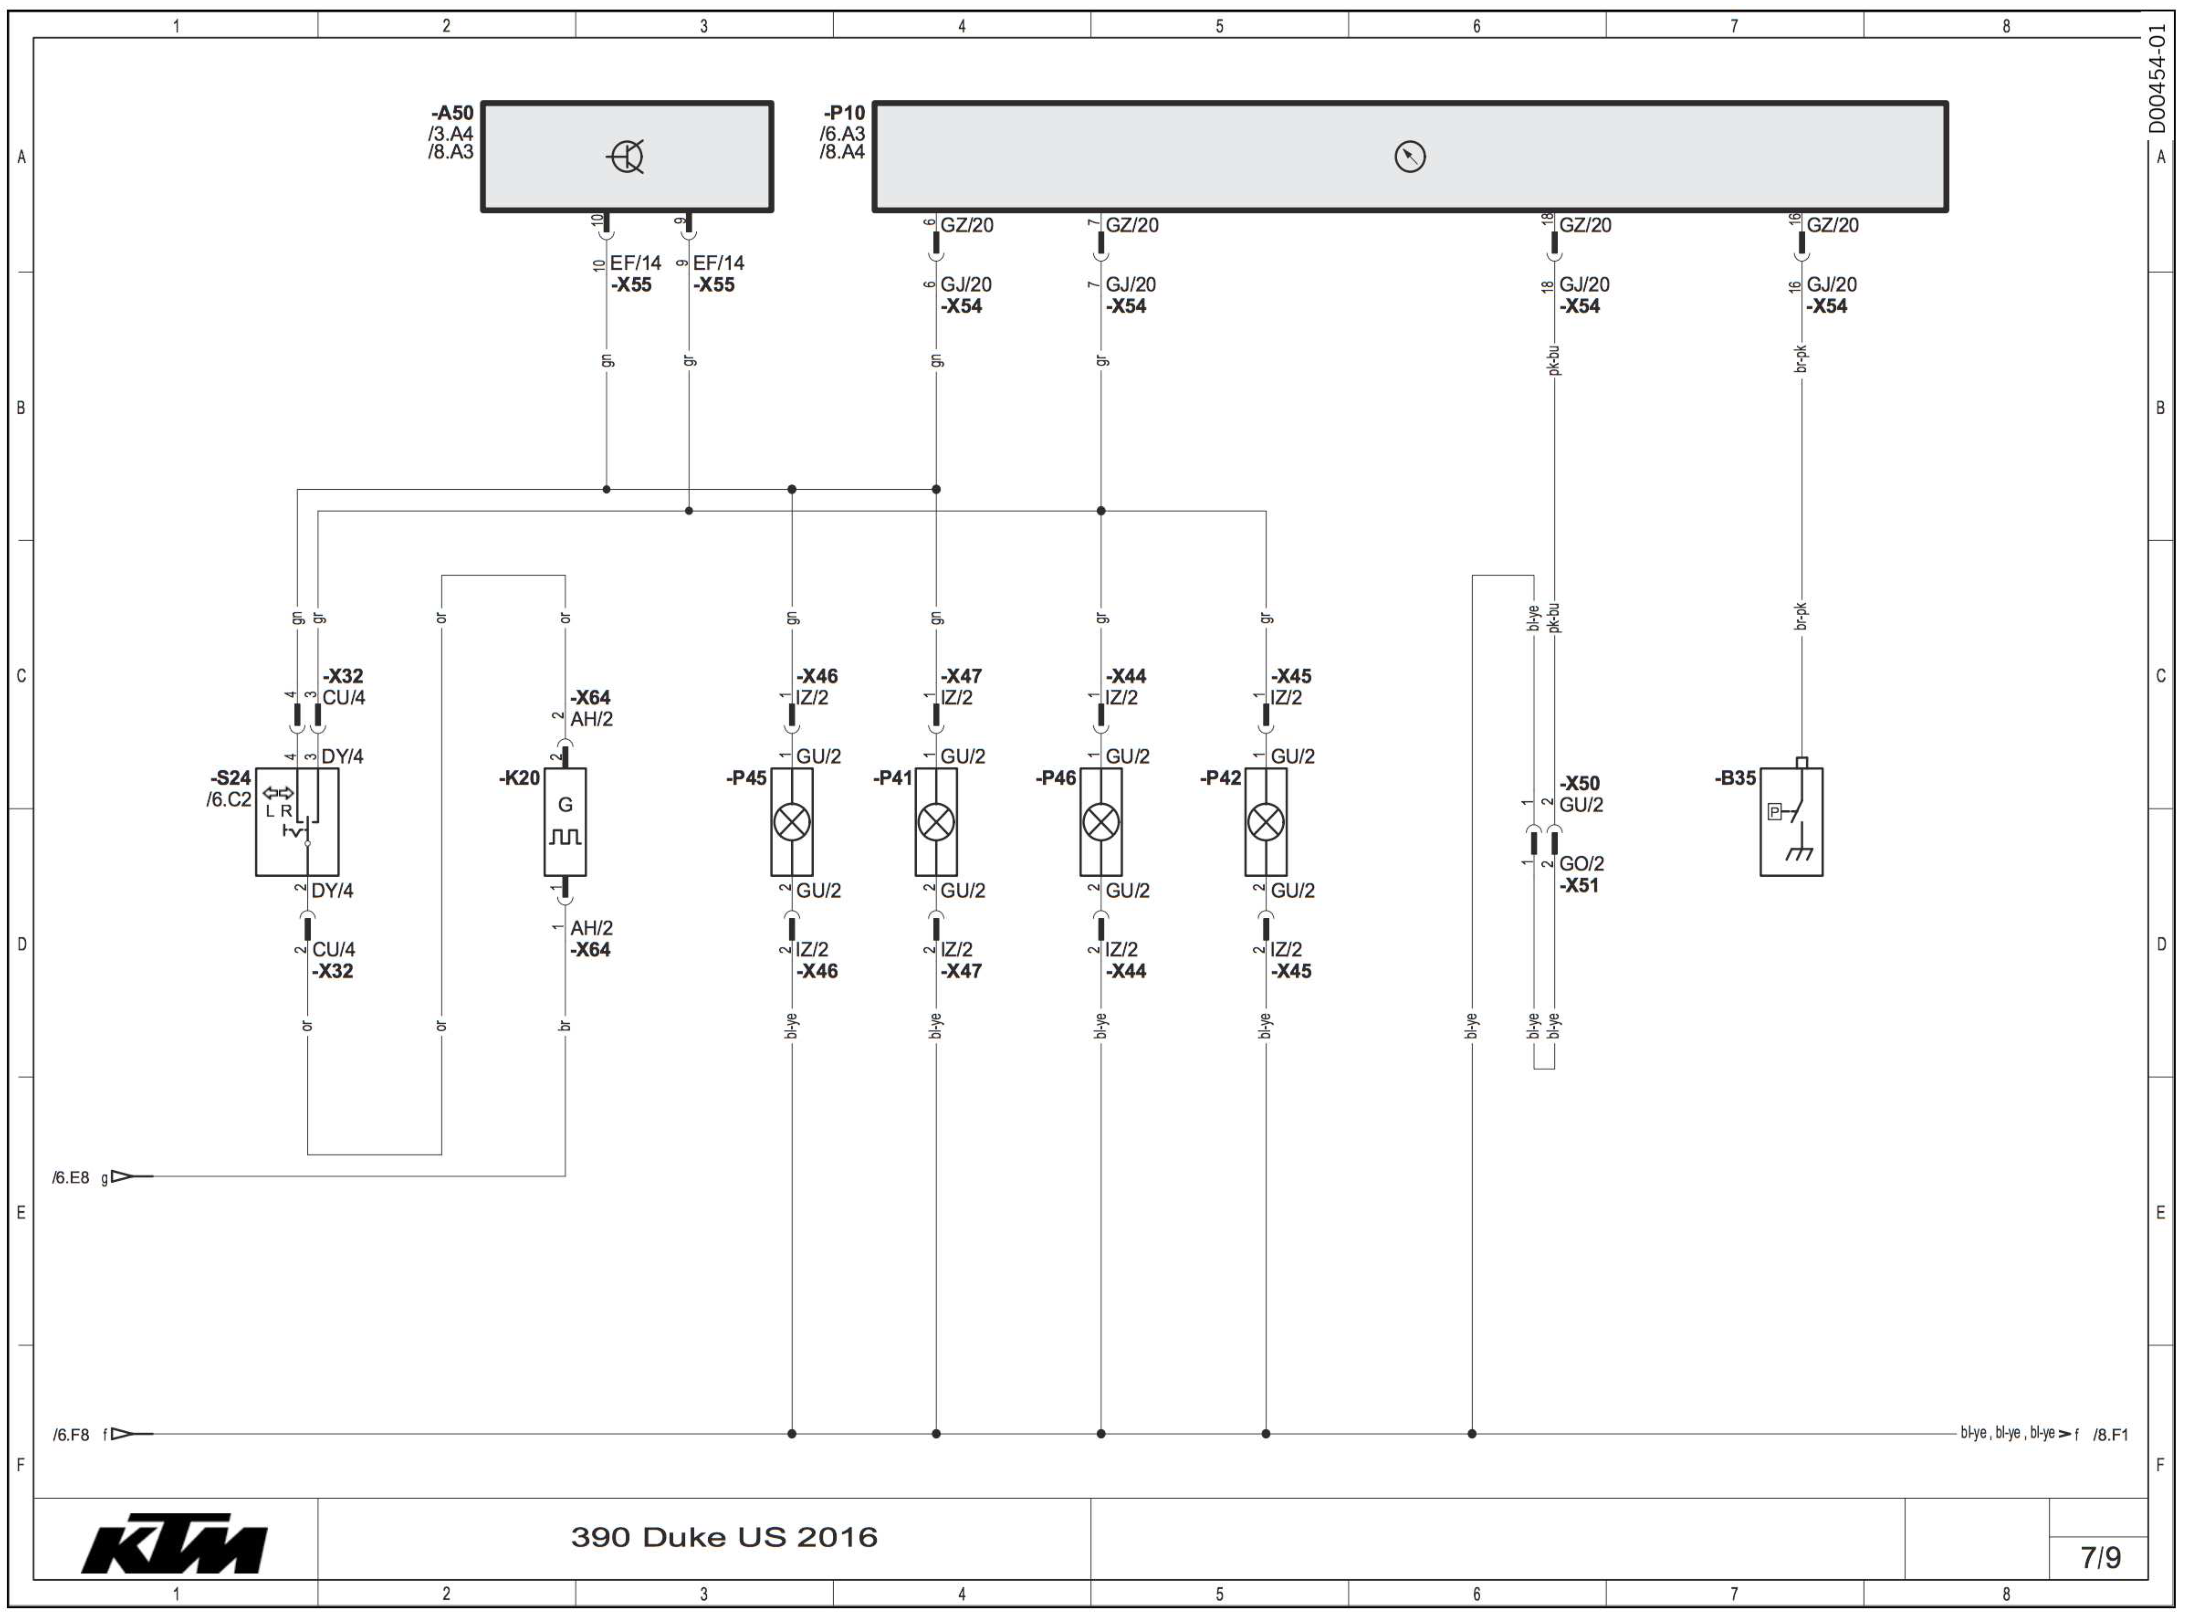 1 2 3 4 5 6 7 8
D00454-01
A A
-A50
/3.A4
/8.A3
-P10
/6.A3
/8.A4
10 9
6 GZ/20 7 GZ/20 18 GZ/20 16 GZ/20
10 EF/14 9 EF/14
-X55 -X55
6 GJ/20 7 GJ/20 18 GJ/20 16 GJ/20
-X54 -X54 -X54 -X54
gn gr gn gr pk-bu br-pk
B B
gn gr or or gn gn gr gr bl-ye pk-bu br-pk
C C
-X32 -X46 -X47 -X44 -X45
4 3 CU/4 1 IZ/2 1 IZ/2 1 IZ/2 1 IZ/2
-X64
2 AH/2
4 3 DY/4 2 1 GU/2 1 GU/2 1 GU/2 1 GU/2
-S24 -K20 -P45 -P41 -P46 -P42 -B35
/6.C2
-X50
1 2 GU/2
L R
G
P
1 2 GO/2
-X51
2 DY/4 1 2 GU/2 2 GU/2 2 GU/2 2 GU/2
1 AH/2
-X64
D D
2 CU/4 2 IZ/2 2 IZ/2 2 IZ/2 2 IZ/2
-X32 -X46 -X47 -X44 -X45
or or br bl-ye bl-ye bl-ye bl-ye bl-ye bl-ye bl-ye
/6.E8 g
E E
/6.F8 f
bl-ye , bl-ye , bl-ye > f /8.F1
F F
KTM
390 Duke US 2016
7/9
1 2 3 4 5 6 7 8